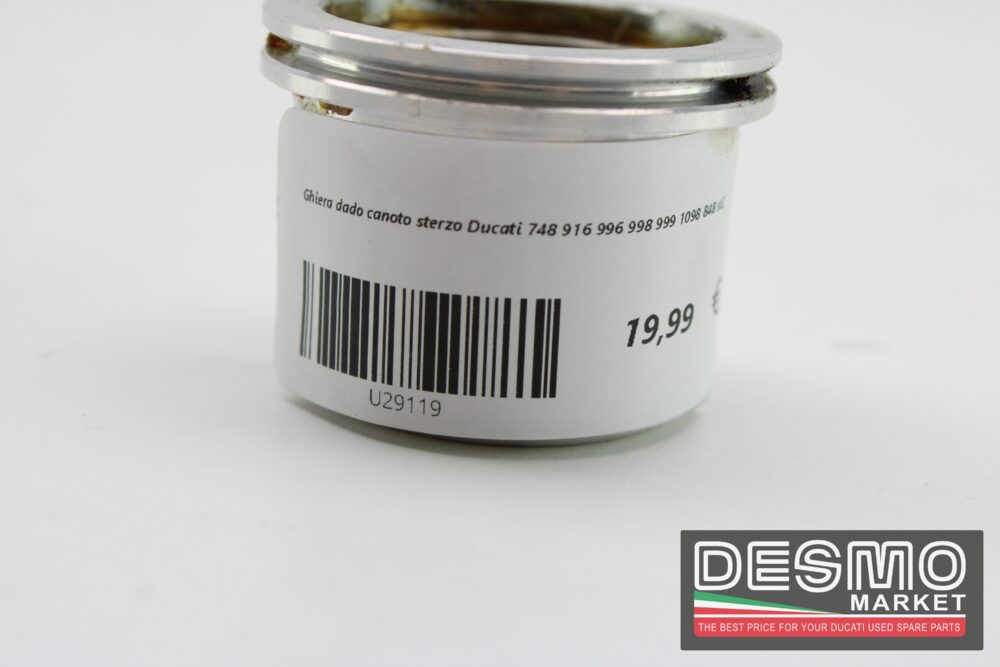 Ghiera dado canoto sterzo Ducati 748 916 996 998 999 1098 848 st2
19,99 €
U29119
DESMO
MARKET
THE BEST PRICE FOR YOUR DUCATI USED SPARE PARTS